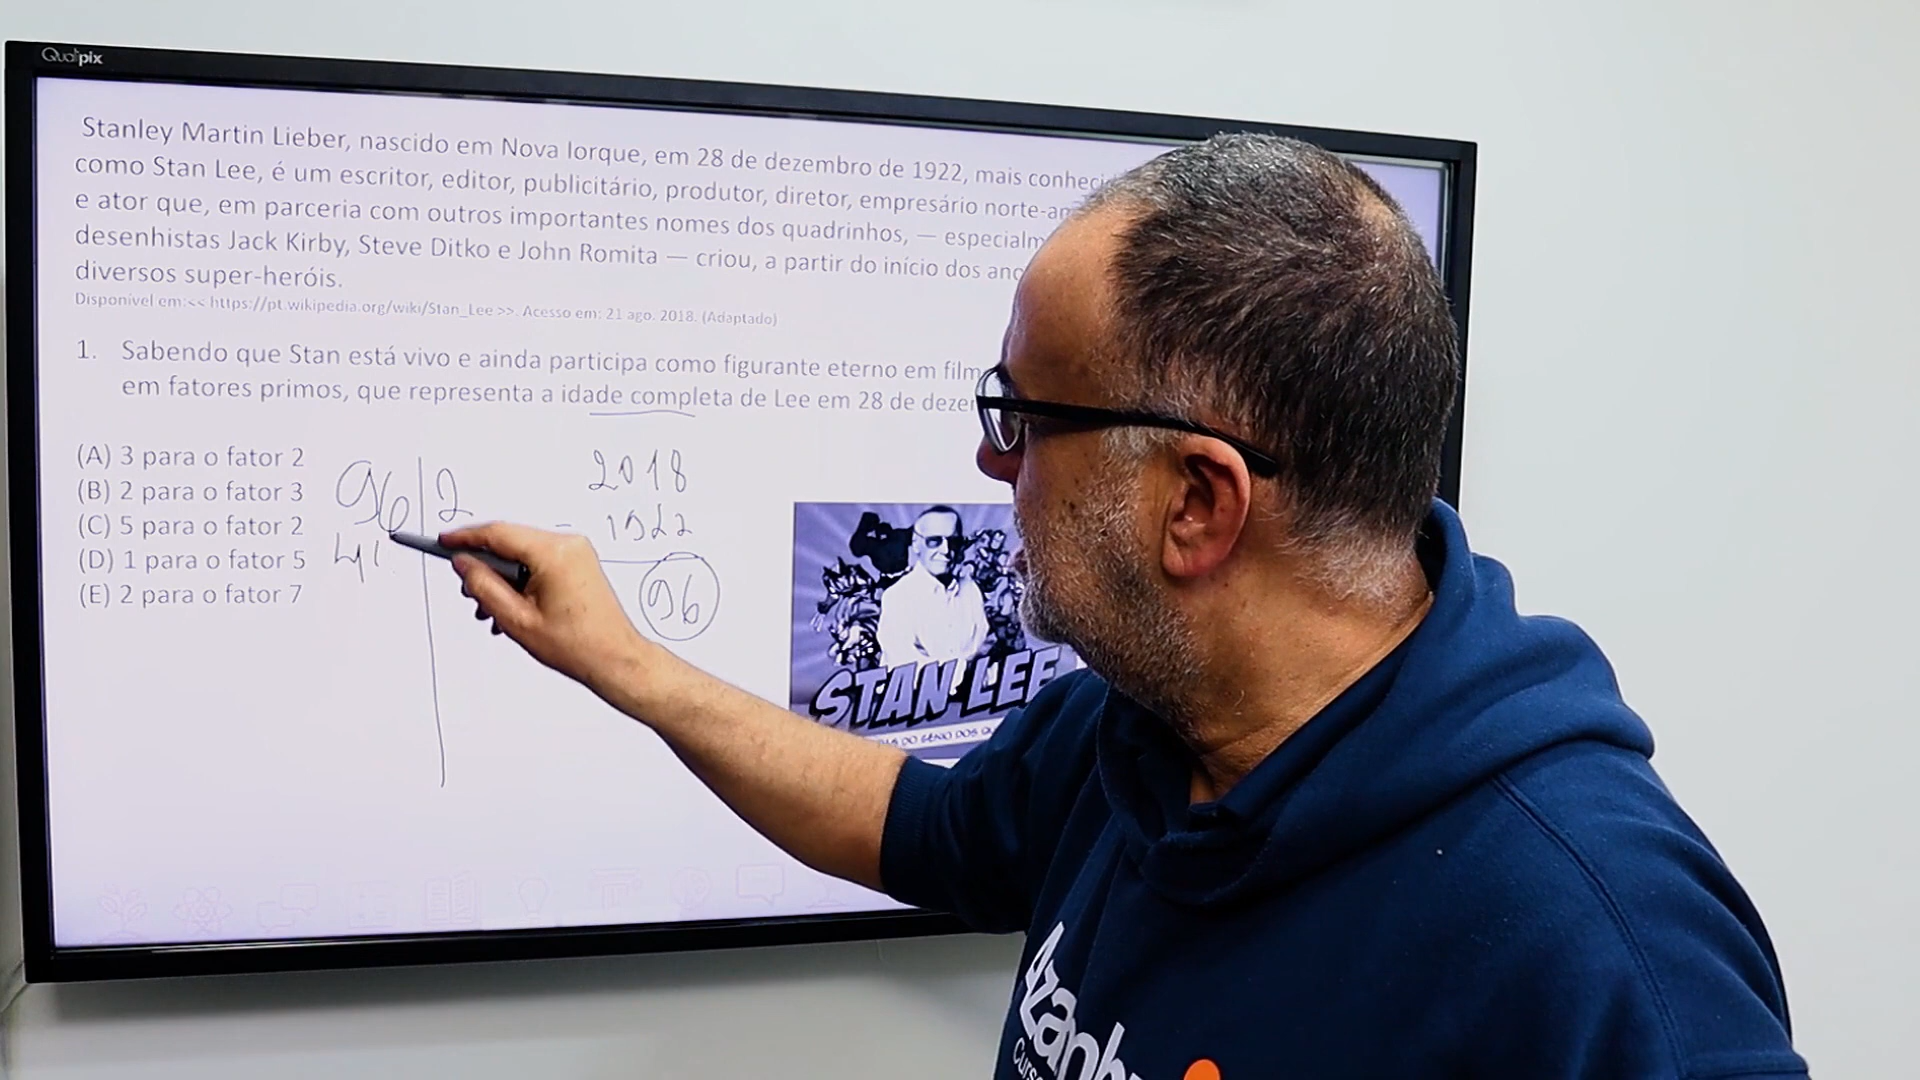 Qualipix
Stanley Martin Lieber, nascido em Nova Iorque, em 28 de dezembro de 1922, mais conheci
como Stan Lee, é um escritor, editor, publicitário, produtor, diretor, empresário norte-am
e ator que, em parceria com outros importantes nomes dos quadrinhos, — especialm
desenhistas Jack Kirby, Steve Ditko e John Romita — criou, a partir do início dos ano
diversos super-heróis.
Disponível em:<< https://pt.wikipedia.org/wiki/Stan_Lee >>. Acesso em: 21 ago. 2018. (Adaptado)
1. Sabendo que Stan está vivo e ainda participa como figurante eterno em film
em fatores primos, que representa a idade completa de Lee em 28 de dezem
(A) 3 para o fator 2
(B) 2 para o fator 3
(C) 5 para o fator 2
(D) 1 para o fator 5
(E) 2 para o fator 7
96 2
2018
- 1922
96
STAN LEE
DO GÊNIO DOS